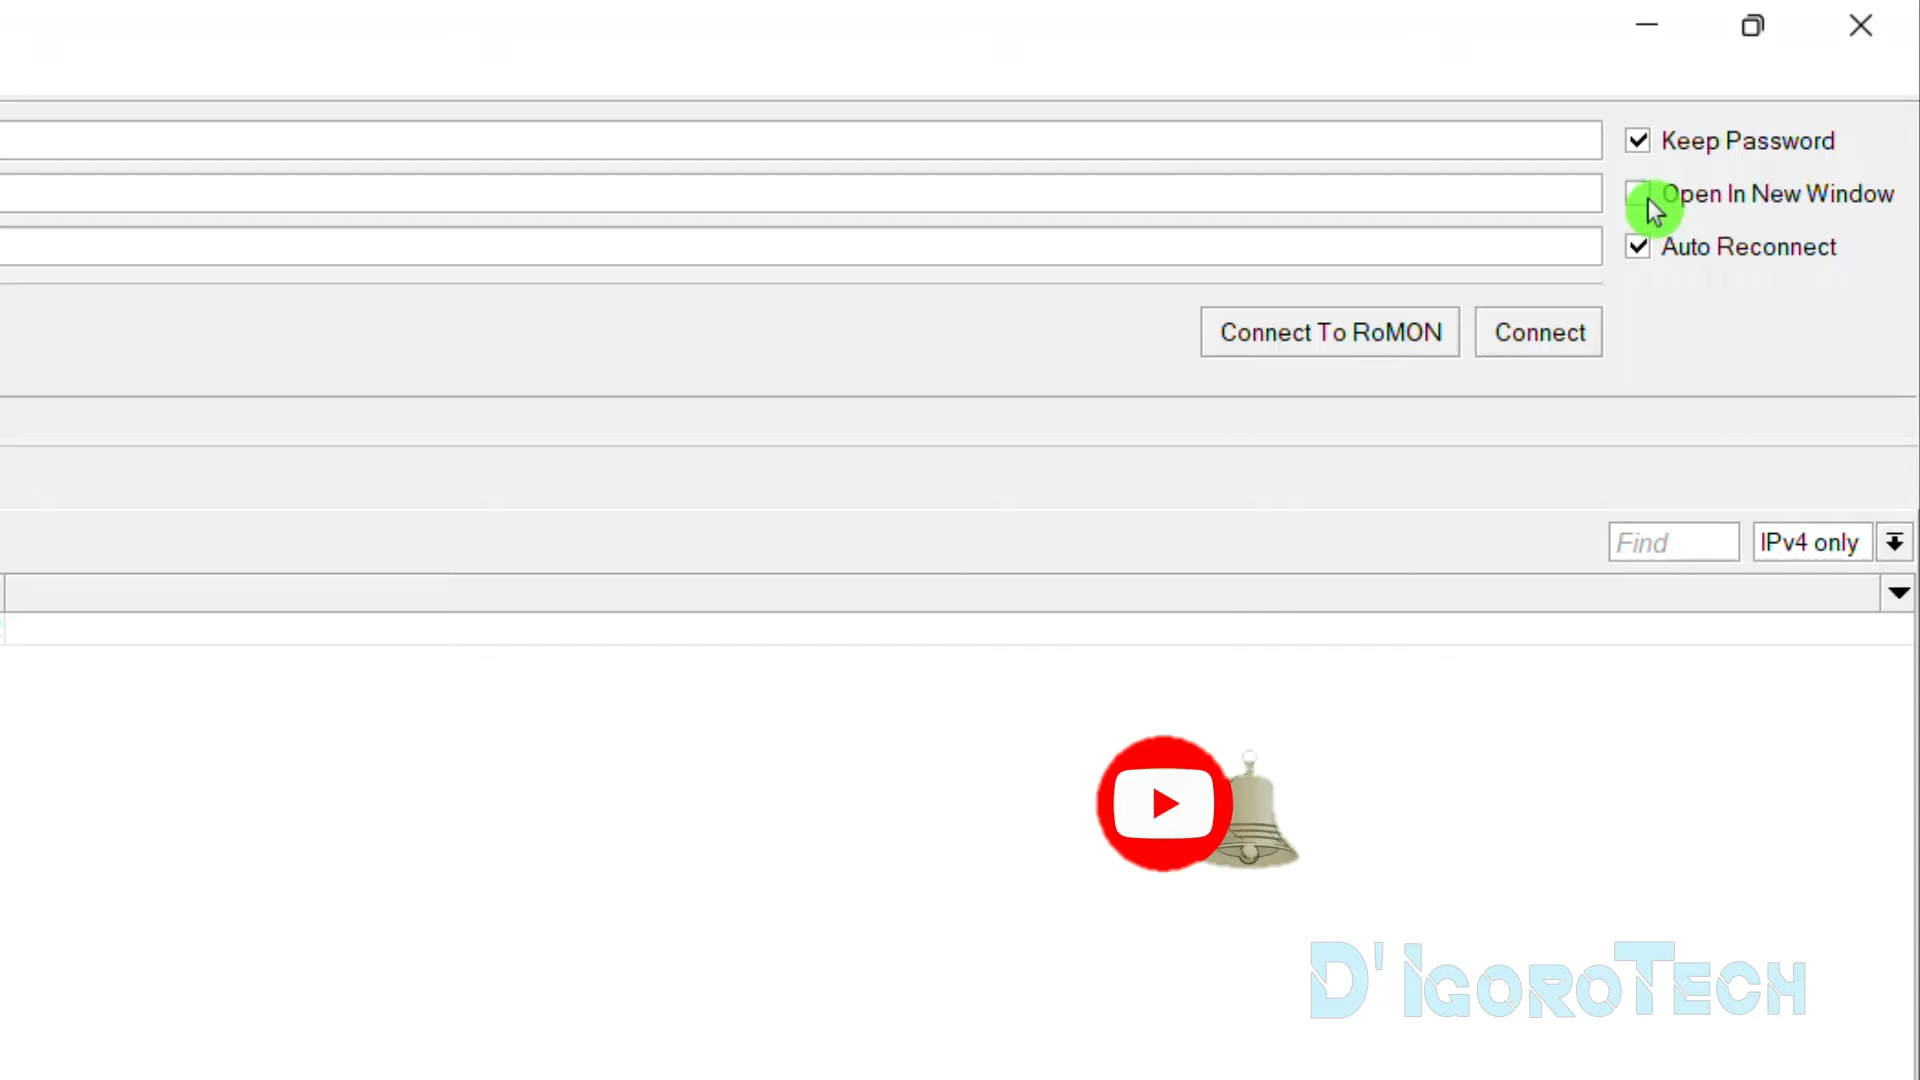 Keep Password
Open In New Window
Auto Reconnect
Connect To RoMON
Connect
Find
IPv4 only
D'IGOROTECH